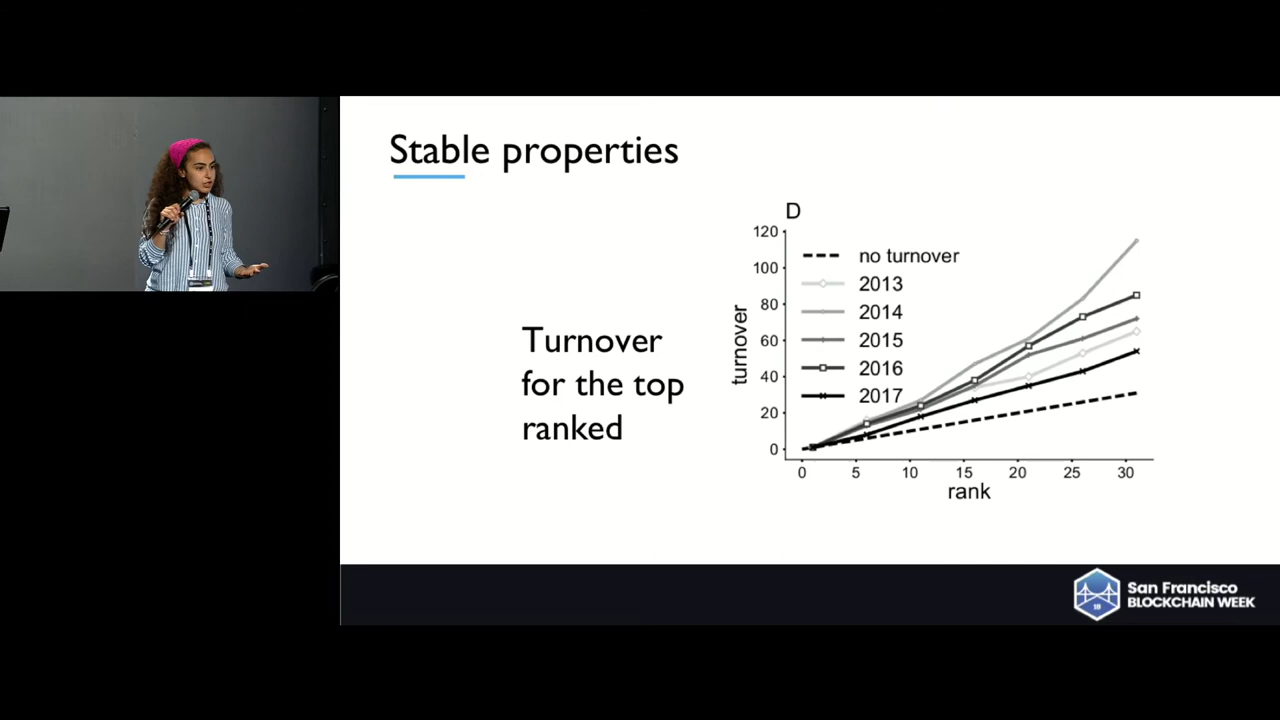 Stable properties
Turnover
for the top
ranked
D
120
100
80
60
40
20
0
turnover
no turnover
2013
2014
2015
2016
2017
0 5 10 15 20 25 30
rank
18
San Francisco
BLOCKCHAIN WEEK